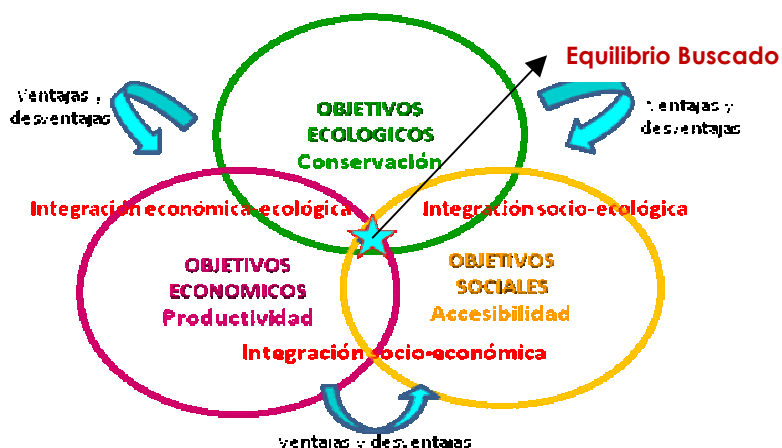 Equilibrio Buscado
ventajas y
desventajas
OBJETIVOS
ECOLOGICOS
Conservación
ventajas y
desventajas
Integración económica-ecológica
Integración socio-ecológica
OBJETIVOS
ECONOMICOS
Productividad
OBJETIVOS
SOCIALES
Accesibilidad
Integración socio-económica
ventajas y desventajas